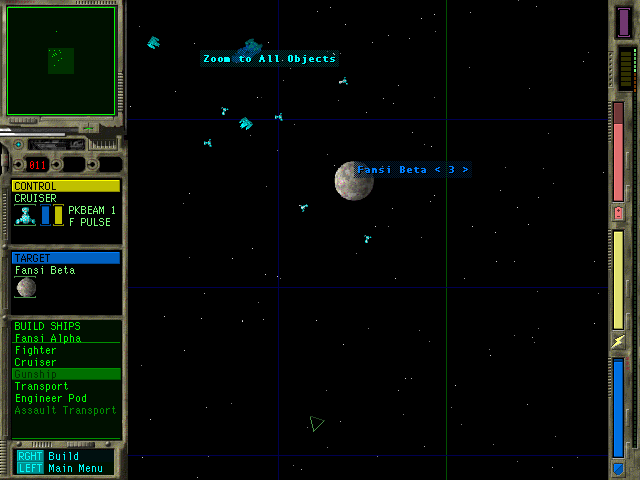 Zoom to All Objects
Fansi Beta < 3 >
011
CONTROL
CRUISER
PKBEAM 1
F PULSE
TARGET
Fansi Beta
BUILD SHIPS
Fansi Alpha
Fighter
Cruiser
Gunship
Transport
Engineer Pod
Assault Transport
RGHT Build
LEFT Main Menu